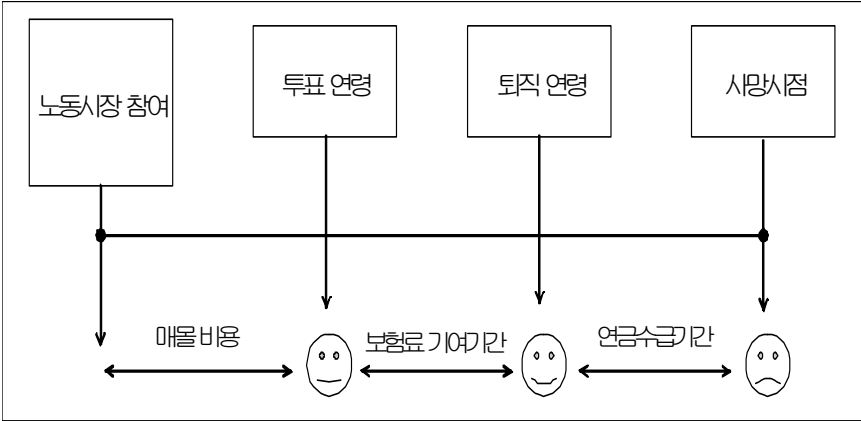 노동시장 참여
투표 연령
퇴직 연령
사망시점
매몰 비용
보험료 기여기간
연금수급기간